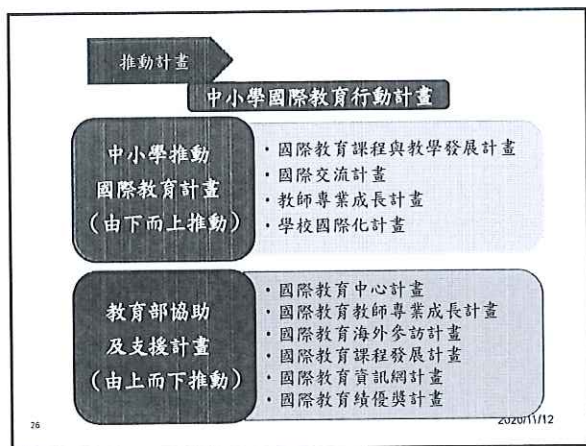 推動計畫
中小學國際教育行動計畫
中小學推動
國際教育計畫
(由下而上推動)
・國際教育課程與教學發展計畫
・國際交流計畫
・教師專業成長計畫
・學校國際化計畫
教育部協助
及支援計畫
(由上而下推動)
・國際教育中心計畫
・國際教育教師專業成長計畫
・國際教育海外參訪計畫
・國際教育課程發展計畫
・國際教育資訊網計畫
・國際教育績優獎計畫
26
2020/11/12